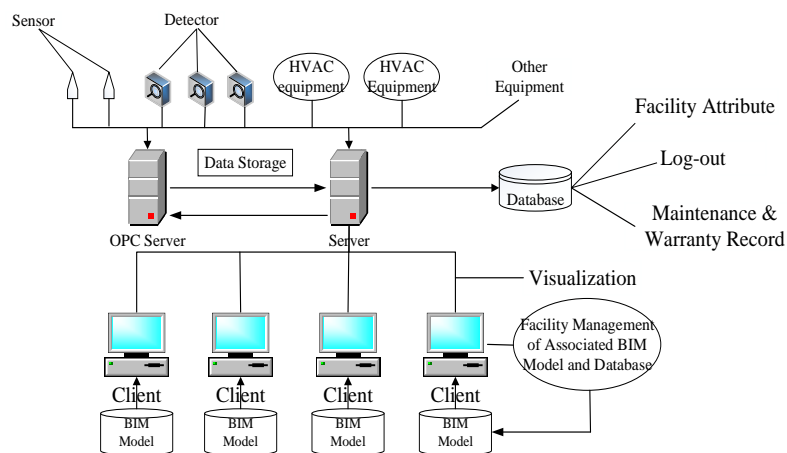 Sensor
Detector
HVAC
equipment
HVAC
Equipment
Other
Equipment
Facility Attribute
Data Storage
Log-out
Database
Maintenance &
Warranty Record
OPC Server
Server
Visualization
Facility Management
of Associated BIM
Model and Database
Client
Client
Client
Client
BIM
Model
BIM
Model
BIM
Model
BIM
Model